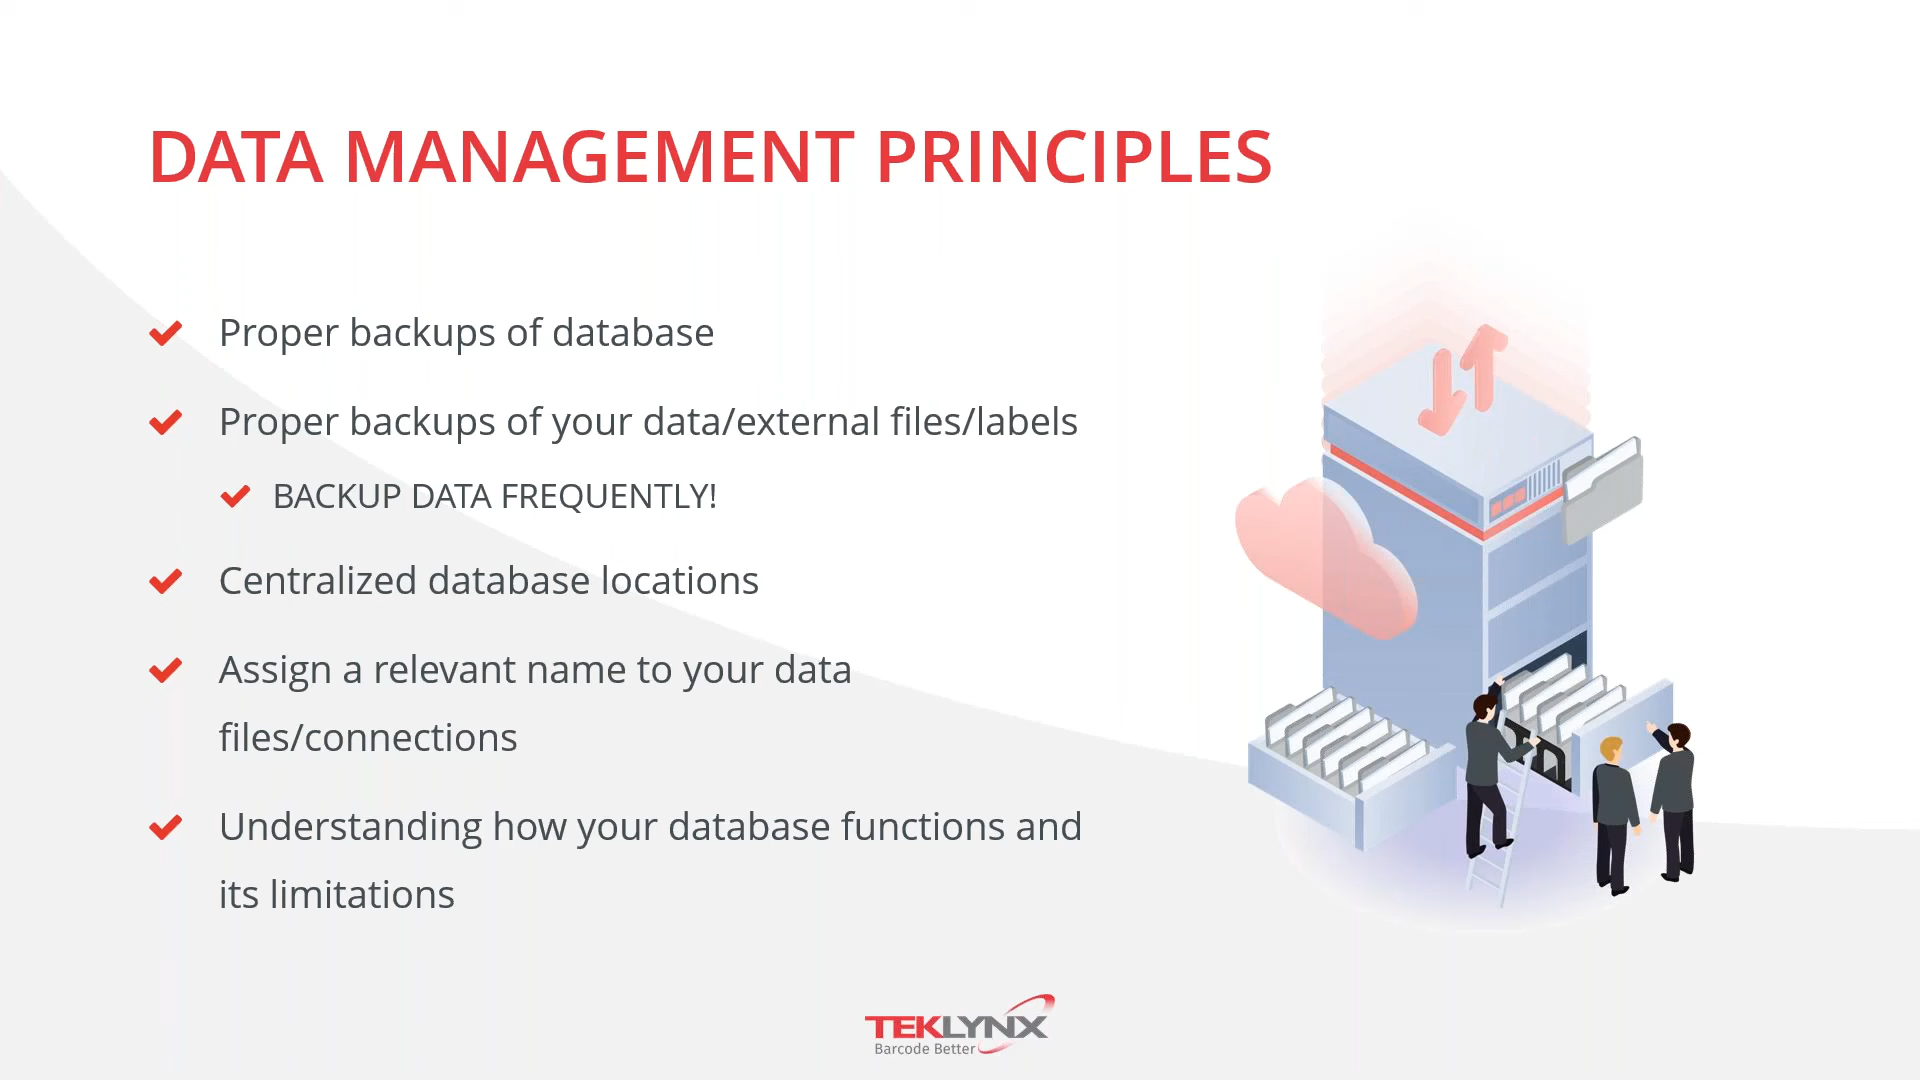 DATA MANAGEMENT PRINCIPLES
Proper backups of database
Proper backups of your data/external files/labels
BACKUP DATA FREQUENTLY!
Centralized database locations
Assign a relevant name to your data
files/connections
Understanding how your database functions and
its limitations
TEKLYNX
Barcode Better